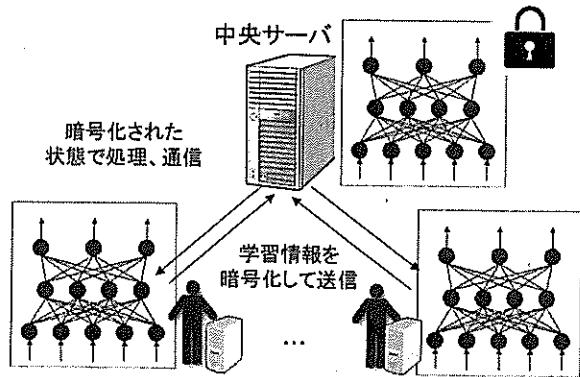 中央サーバ
暗号化された
状態で処理、通信
学習情報を
暗号化して送信
...